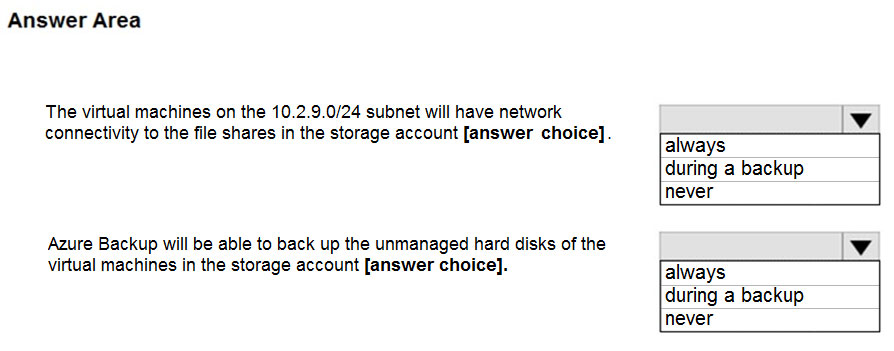 Answer Area
The virtual machines on the 10.2.9.0/24 subnet will have network
connectivity to the file shares in the storage account [answer choice].
always
during a backup
never
Azure Backup will be able to back up the unmanaged hard disks of the
virtual machines in the storage account [answer choice].
always
during a backup
never